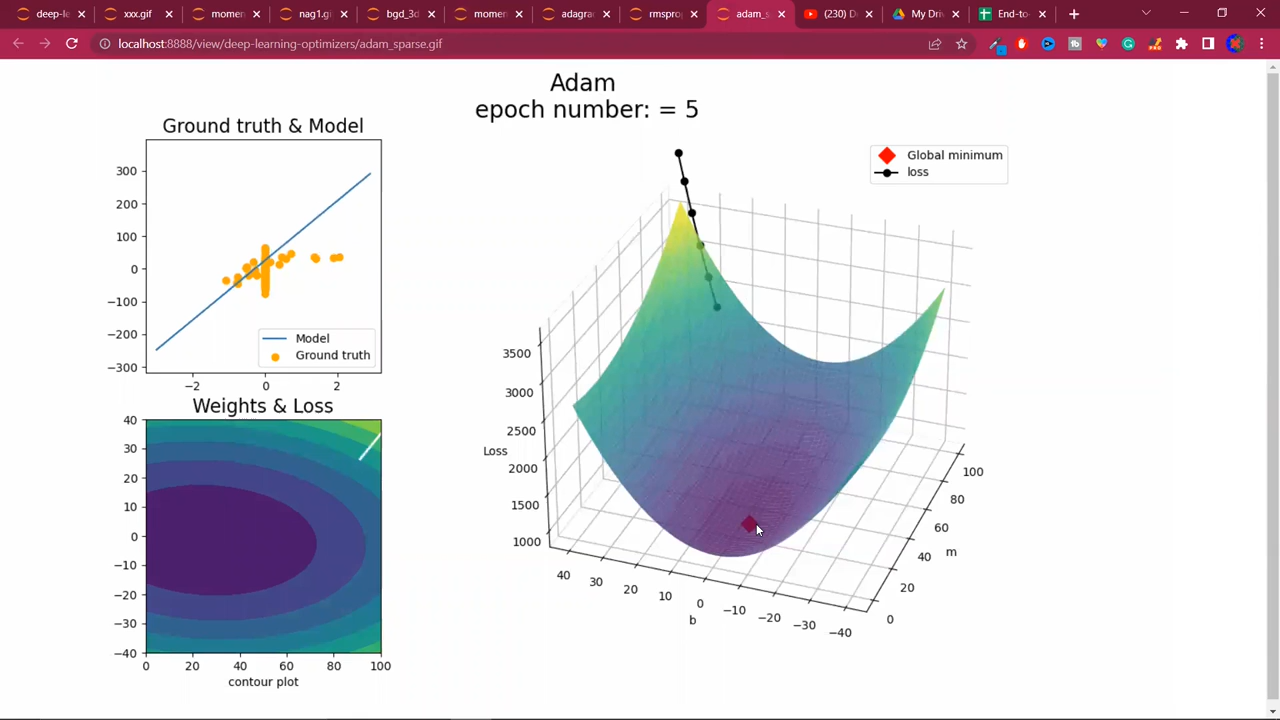 deep-le
xxx.gif
momen
nag1.gi
bgd_3d
momen
adagra
rmspro
adam_s
(230) D
My Driv
End-to
localhost:8888/view/deep-learning-optimizers/adam_sparse.gif
Adam
epoch number: = 5
Ground truth & Model
300
200
100
0
−100
−200
−300
−2
0
2
Model
Ground truth
Weights & Loss
40
30
20
10
0
−10
−20
−30
−40
0
20
40
60
80
100
contour plot
Global minimum
loss
Loss
3500
3000
2500
2000
1500
1000
40
30
20
10
0
−10
−20
−30
−40
b
0
20
40
60
80
100
m